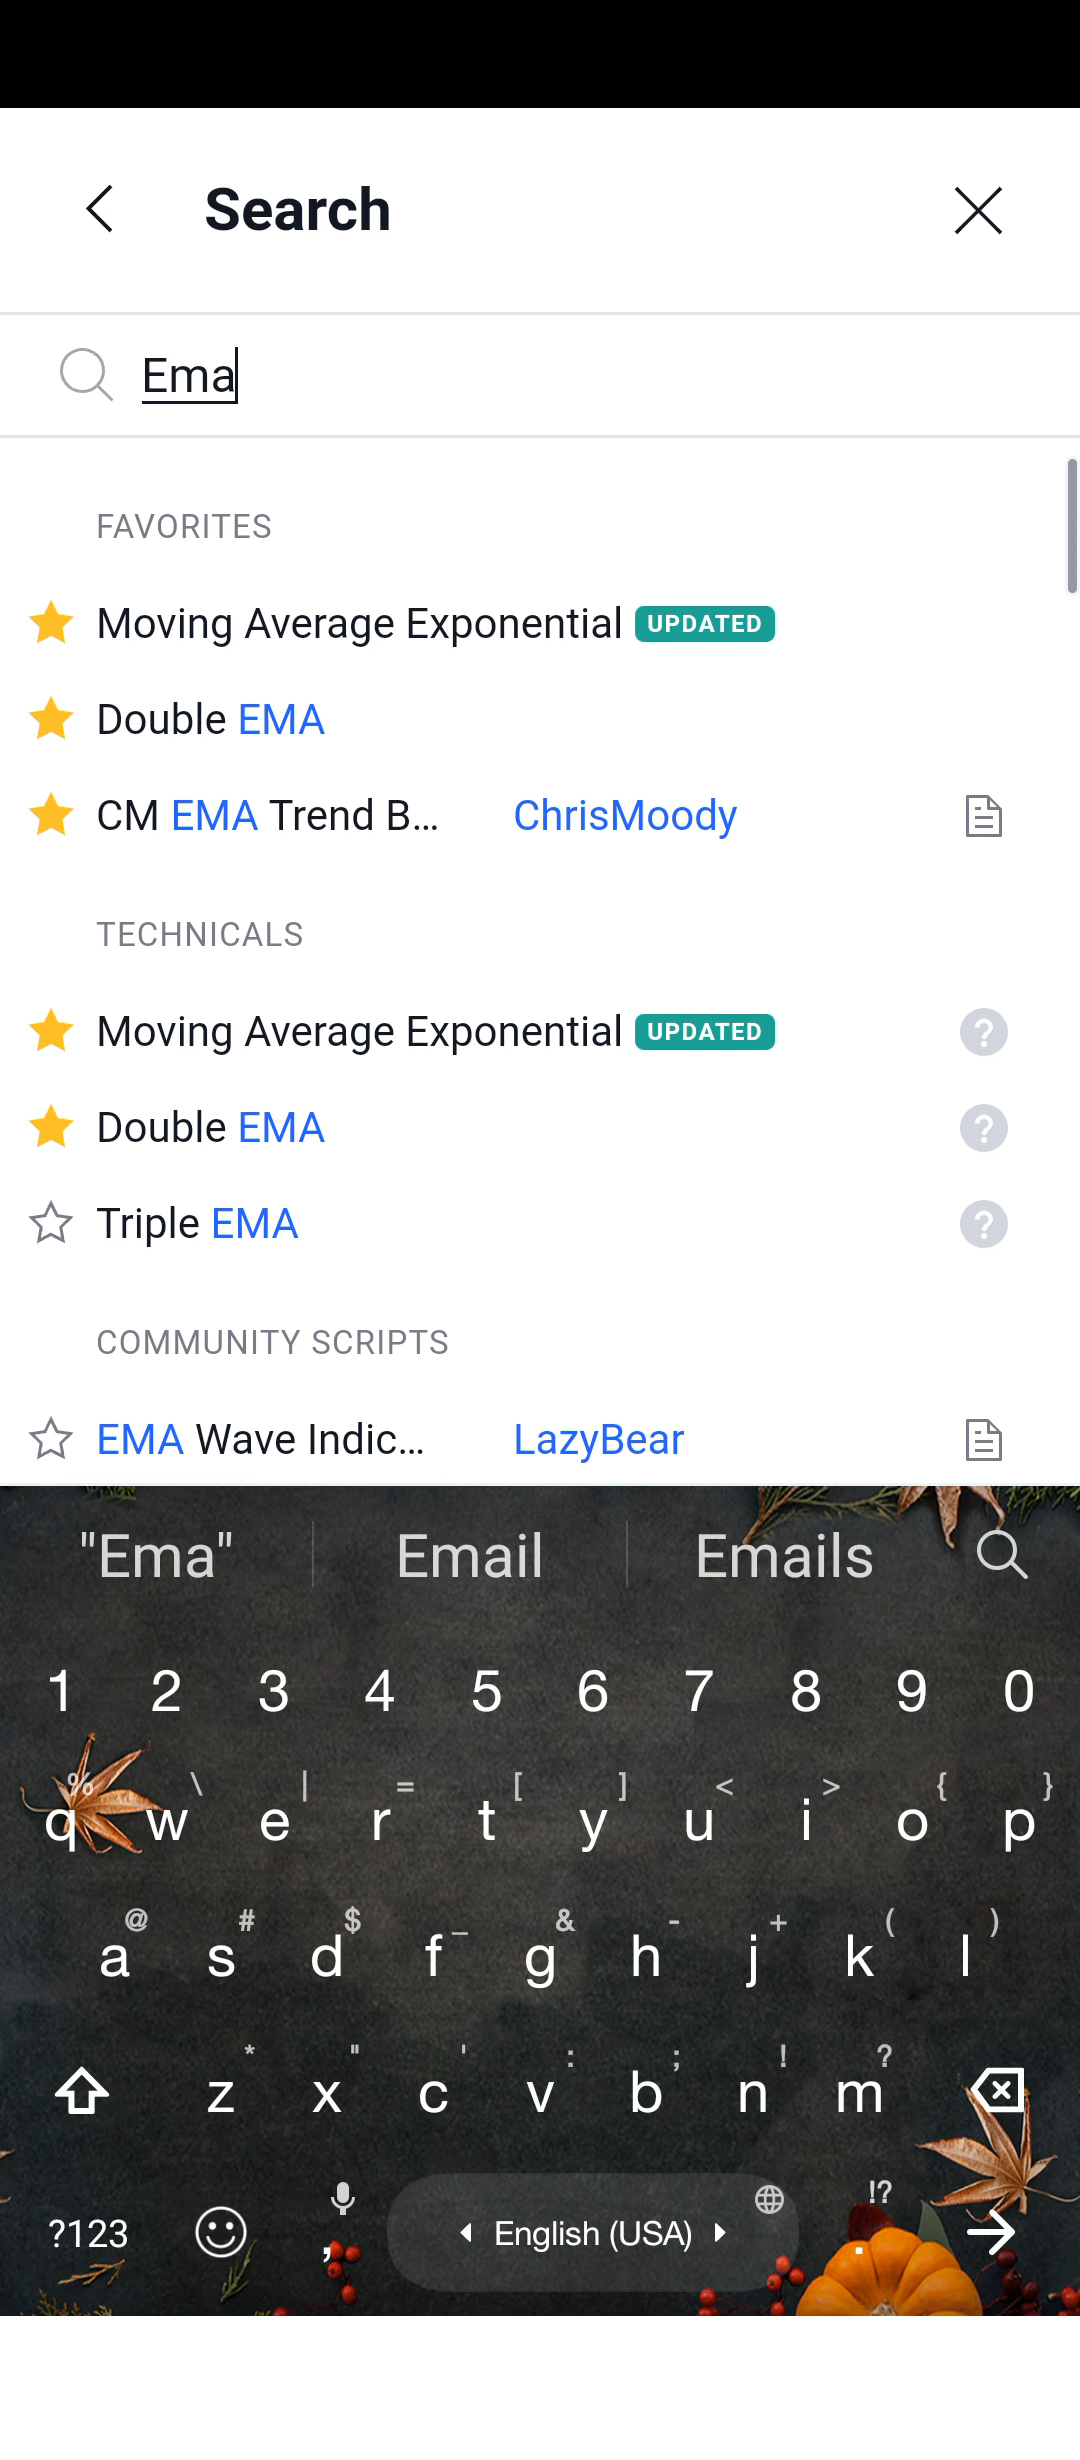 Search
Ema
FAVORITES
Moving Average Exponential UPDATED
Double EMA
CM EMA Trend B... ChrisMoody
TECHNICALS
Moving Average Exponential UPDATED ?
Double EMA ?
Triple EMA ?
COMMUNITY SCRIPTS
EMA Wave Indic... LazyBear
"Ema" Email Emails
1 2 3 4 5 6 7 8 9 0
% \ | = [ ] < > { }
q w e r t y u i o p
@ # $ _ & - + ( )
a s d f g h j k l
* " ' : ; ! ?
z x c v b n m
!?
?123 , English (USA) .